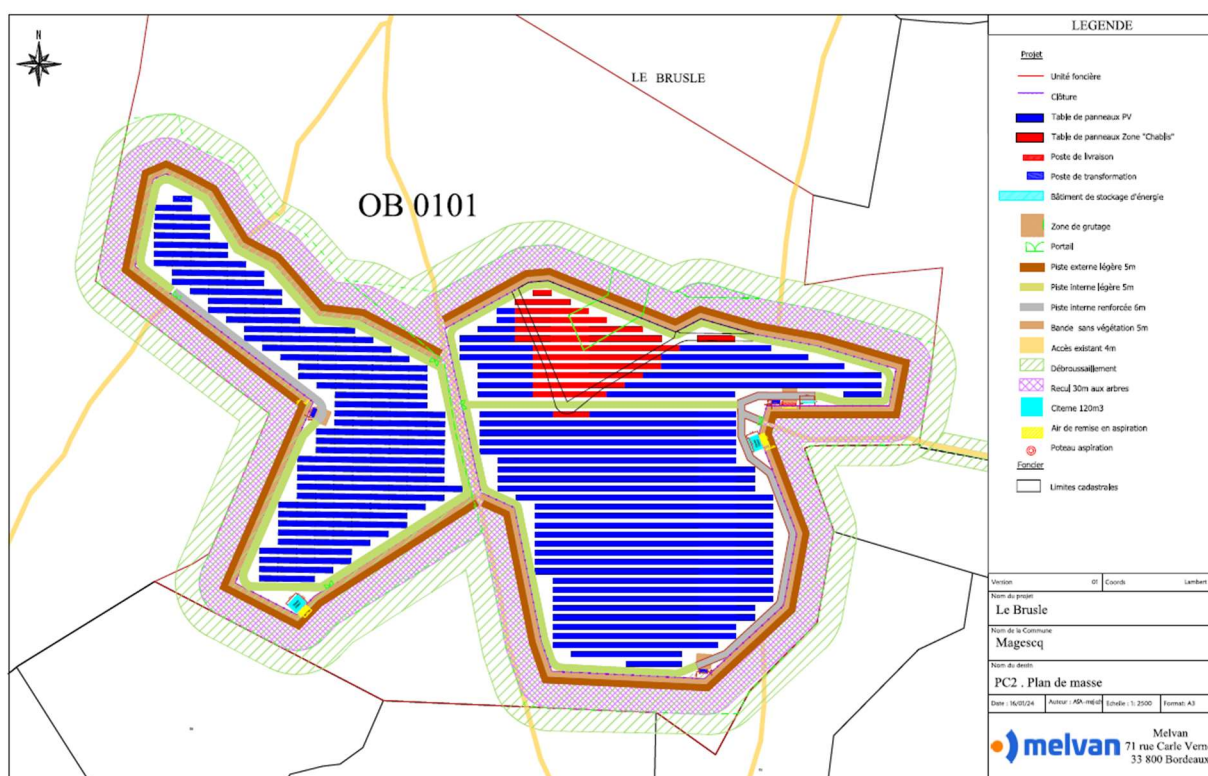 N
LE BRUSLE
OB 0101
LEGENDE
Projet
Unité foncière
Clôture
Table de panneaux PV
Table de panneaux Zone "Chablis"
Poste de livraison
Poste de transformation
Bâtiment de stockage d'énergie
Zone de grutage
Portail
Piste externe légère 5m
Piste interne légère 5m
Piste interne renforcée 6m
Bande sans végétation 5m
Accès existant 4m
Débroussaillement
Recul 30m aux arbres
Citerne 120m3
Air de remise en aspiration
Poteau aspiration
Foncier
Limites cadastrales
Version 01 Coords Lambert
Nom du projet
Le Brusle
Nom de la Commune
Magescq
Nom du dessin
PC2 . Plan de masse
Date : 16/01/24 Auteur : Echelle : 1: 2500 Format: A3
melvan
Melvan
71 rue Carle Vern
33 800 Bordeaux